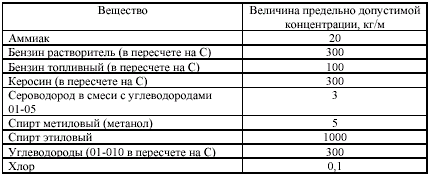 Вещество
Величина предельно допустимой
концентрации, кг/м
Аммиак
20
Бензин растворитель (в пересчете на С)
300
Бензин топливный (в пересчете на С)
100
Керосин (в пересчете на С)
300
Сероводород в смеси с углеводородами
01-05
3
Спирт метиловый (метанол)
5
Спирт этиловый
1000
Углеводороды (01-010 в пересчете на С)
300
Хлор
0,1